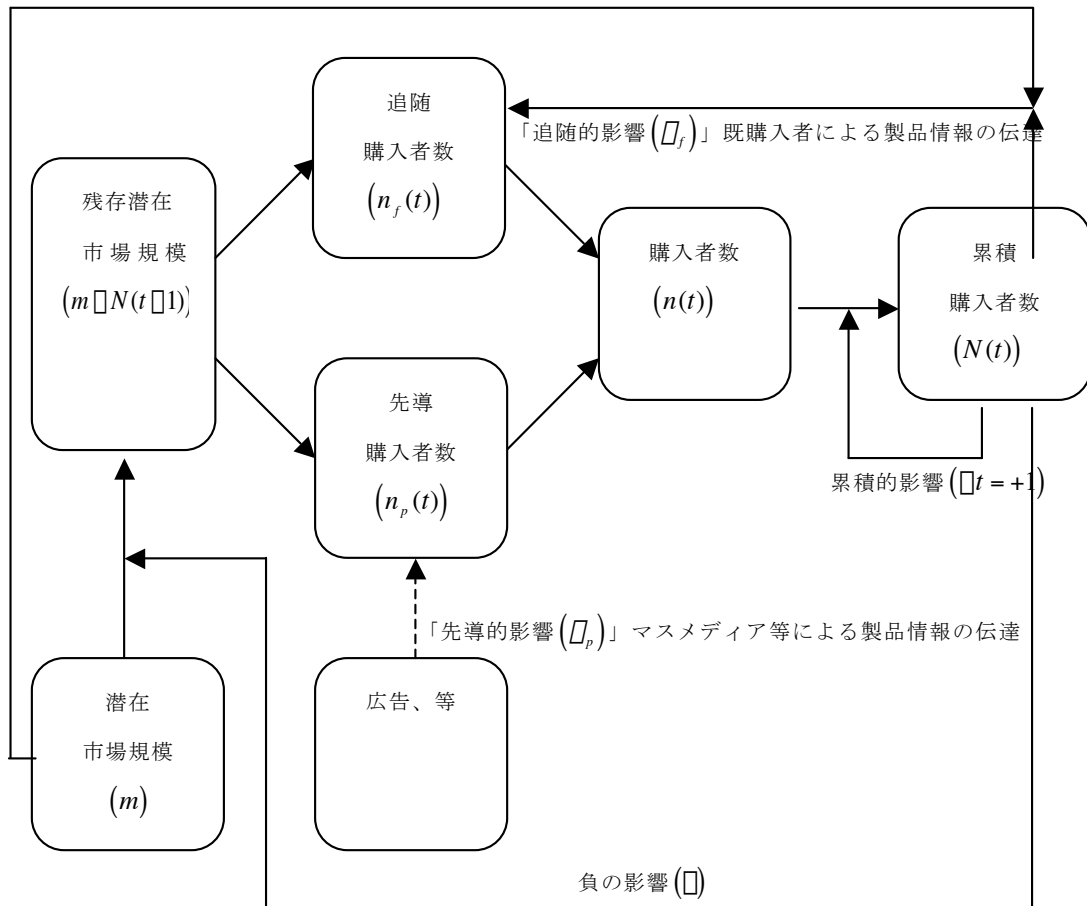 追随
購入者数
(n_f(t))
「追随的影響(□_f)」既購入者による製品情報の伝達
残存潜在
市場規模
(m□N(t□1))
購入者数
(n(t))
累積
購入者数
(N(t))
先導
購入者数
(n_p(t))
累積的影響(□t = +1)
「先導的影響(□_p)」マスメディア等による製品情報の伝達
潜在
市場規模
(m)
広告、等
負の影響(□)